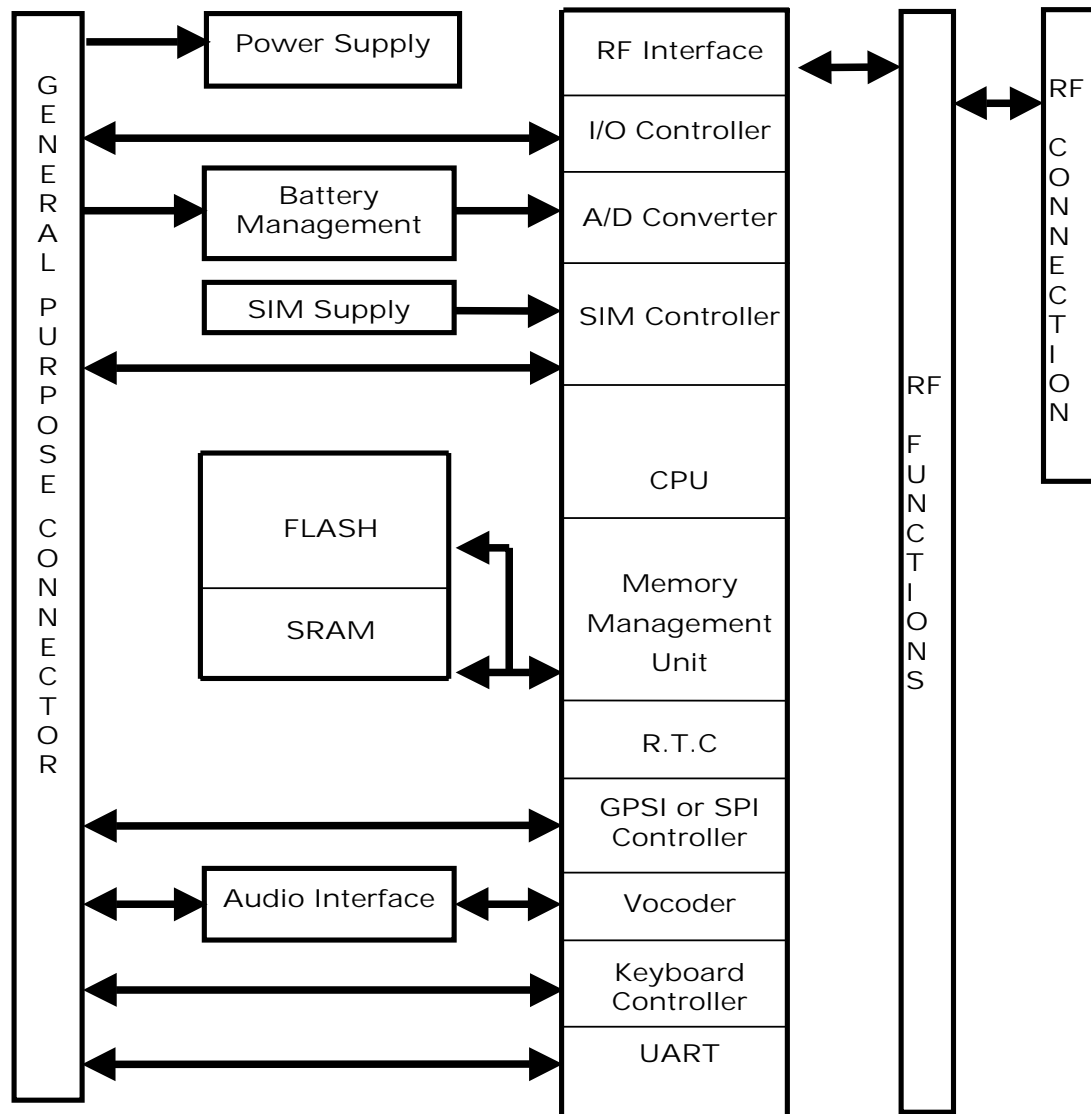 GENERAL PURPOSE CONNECTOR
Power Supply
Battery
Management
SIM Supply
FLASH
SRAM
Audio Interface
RF Interface
I/O Controller
A/D Converter
SIM Controller
CPU
Memory
Management
Unit
R.T.C
GPSI or SPI
Controller
Vocoder
Keyboard
Controller
UART
RF FUNCTIONS
RF CONNECTION